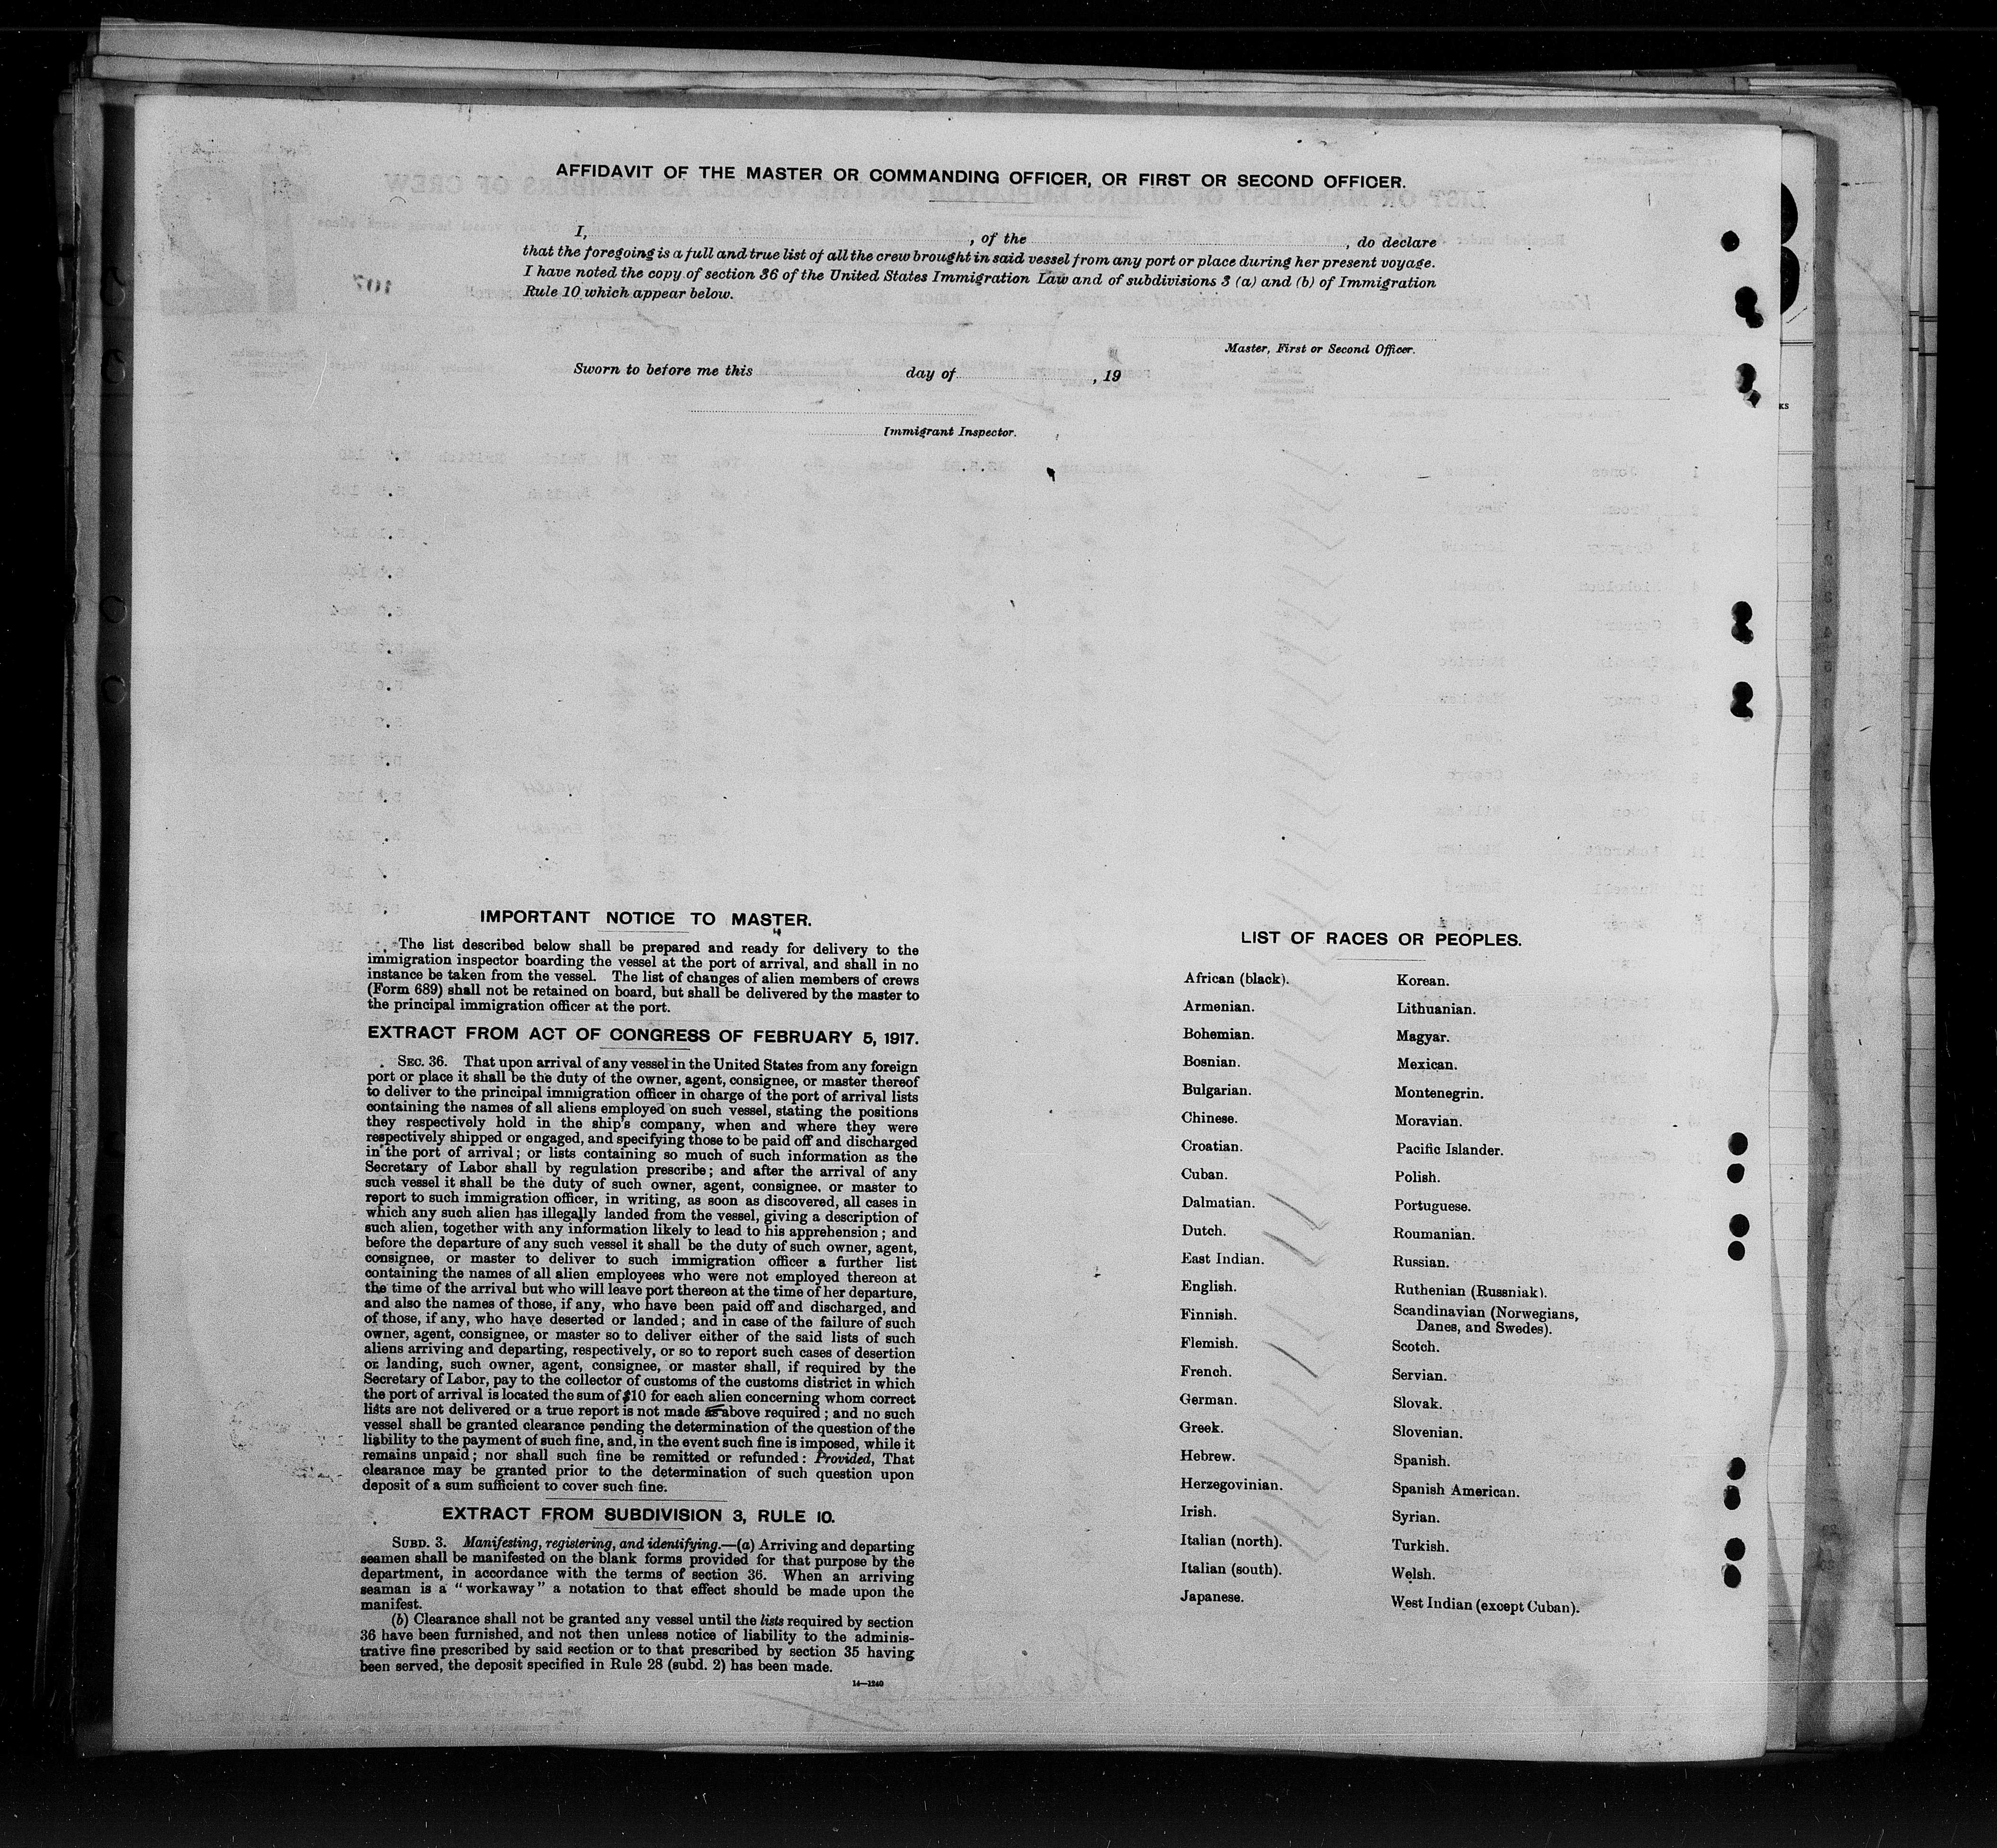 AFFIDAVIT OF THE MASTER OR COMMANDING OFFICER, OR FIRST OR SECOND OFFICER.
I, , of the , do declare
that the foregoing is a full and true list of all the crew brought in said vessel from any port or place during her present voyage.
I have noted the copy of section 36 of the United States Immigration Law and of subdivisions 3 (a) and (b) of Immigration
Rule 10 which appear below.
Master, First or Second Officer.
Sworn to before me this day of , 19
Immigrant Inspector.
IMPORTANT NOTICE TO MASTER.
The list described below shall be prepared and ready for delivery to the
immigration inspector boarding the vessel at the port of arrival, and shall in no
instance be taken from the vessel. The list of changes of alien members of crews
(Form 689) shall not be retained on board, but shall be delivered by the master to
the principal immigration officer at the port.
EXTRACT FROM ACT OF CONGRESS OF FEBRUARY 5, 1917.
SEC. 36. That upon arrival of any vessel in the United States from any foreign
port or place it shall be the duty of the owner, agent, consignee, or master thereof
to deliver to the principal immigration officer in charge of the port of arrival lists
containing the names of all aliens employed on such vessel, stating the positions
they respectively hold in the ship's company, when and where they were
respectively shipped or engaged, and specifying those to be paid off and discharged
in the port of arrival; or lists containing so much of such information as the
Secretary of Labor shall by regulation prescribe; and after the arrival of any
such vessel it shall be the duty of such owner, agent, consignee, or master to
report to such immigration officer, in writing, as soon as discovered, all cases in
which any such alien has illegally landed from the vessel, giving a description of
such alien, together with any information likely to lead to his apprehension; and
before the departure of any such vessel it shall be the duty of such owner, agent,
consignee, or master to deliver to such immigration officer a further list
containing the names of all alien employees who were not employed thereon at
the time of the arrival but who will leave port thereon at the time of her departure,
and also the names of those, if any, who have been paid off and discharged, and
of those, if any, who have deserted or landed; and in case of the failure of such
owner, agent, consignee, or master so to deliver either of the said lists of such
aliens arriving and departing, respectively, or so to report such cases of desertion
or landing, such owner, agent, consignee, or master shall, if required by the
Secretary of Labor, pay to the collector of customs of the customs district in which
the port of arrival is located the sum of $10 for each alien concerning whom correct
lists are not delivered or a true report is not made as above required; and no such
vessel shall be granted clearance pending the determination of the question of the
liability to the payment of such fine, and, in the event such fine is imposed, while it
remains unpaid; nor shall such fine be remitted or refunded: Provided, That
clearance may be granted prior to the determination of such question upon
deposit of a sum sufficient to cover such fine.
EXTRACT FROM SUBDIVISION 3, RULE 10.
SUBD. 3. Manifesting, registering, and identifying.—(a) Arriving and departing
seamen shall be manifested on the blank forms provided for that purpose by the
department, in accordance with the terms of section 36. When an arriving
seaman is a "workaway" a notation to that effect should be made upon the
manifest.
(b) Clearance shall not be granted any vessel until the lists required by section
36 have been furnished, and not then unless notice of liability to the adminis-
trative fine prescribed by said section or to that prescribed by section 35 having
been served, the deposit specified in Rule 28 (subd. 2) has been made.
14—1240
LIST OF RACES OR PEOPLES.
African (black).
Armenian.
Bohemian.
Bosnian.
Bulgarian.
Chinese.
Croatian.
Cuban.
Dalmatian.
Dutch.
East Indian.
English.
Finnish.
Flemish.
French.
German.
Greek.
Hebrew.
Herzegovinian.
Irish.
Italian (north).
Italian (south).
Japanese.
Korean.
Lithuanian.
Magyar.
Mexican.
Montenegrin.
Moravian.
Pacific Islander.
Polish.
Portuguese.
Roumanian.
Russian.
Ruthenian (Russniak).
Scandinavian (Norwegians,
Danes, and Swedes).
Scotch.
Servian.
Slovak.
Slovenian.
Spanish.
Spanish American.
Syrian.
Turkish.
Welsh.
West Indian (except Cuban).